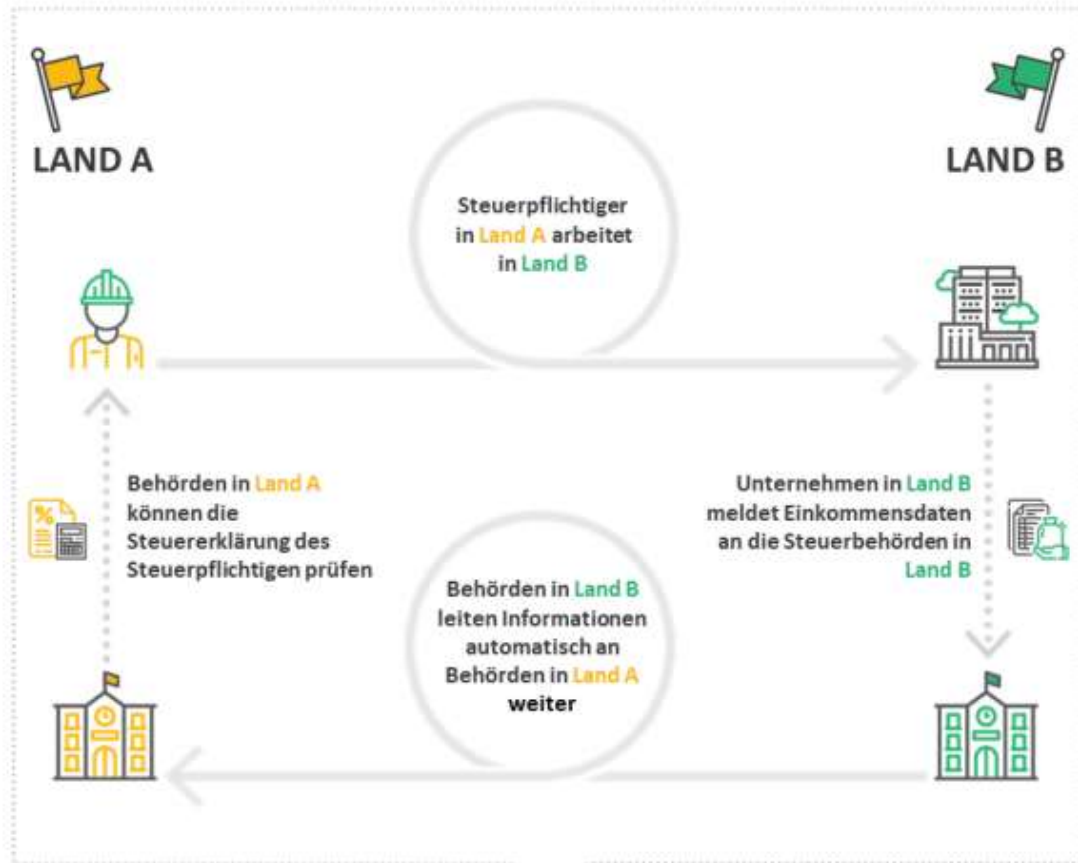 LAND A
LAND B
Steuerpflichtiger
in Land A arbeitet
in Land B
Behörden in Land A
können die
Steuererklärung des
Steuerpflichtigen prüfen
Unternehmen in Land B
meldet Einkommensdaten
an die Steuerbehörden in
Land B
Behörden in Land B
leiten Informationen
automatisch an
Behörden in Land A
weiter